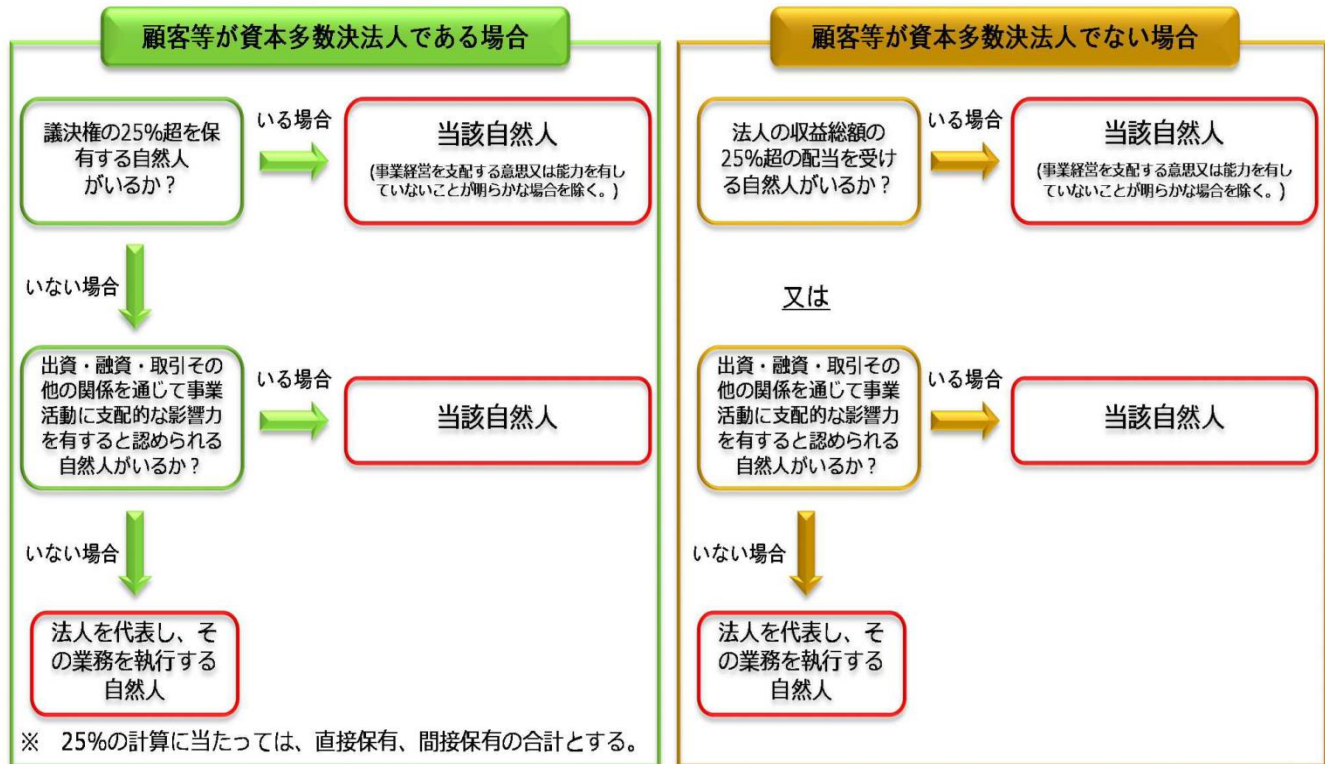 顧客等が資本多数決法人である場合
議決権の25%超を保
有する自然人
がいるか？
いる場合
当該自然人
(事業経営を支配する意思又は能力を有し
ていないことが明らかな場合を除く。)
いない場合
出資・融資・取引その
他の関係を通じて事業
活動に支配的な影響力
を有すると認められる
自然人がいるか？
いる場合
当該自然人
いない場合
法人を代表し、そ
の業務を執行する
自然人
※　25%の計算に当たっては、直接保有、間接保有の合計とする。
顧客等が資本多数決法人でない場合
法人の収益総額の
25%超の配当を受け
る自然人がいるか？
いる場合
当該自然人
(事業経営を支配する意思又は能力を有し
ていないことが明らかな場合を除く。)
又は
出資・融資・取引その
他の関係を通じて事業
活動に支配的な影響力
を有すると認められる
自然人がいるか？
いる場合
当該自然人
いない場合
法人を代表し、そ
の業務を執行する
自然人